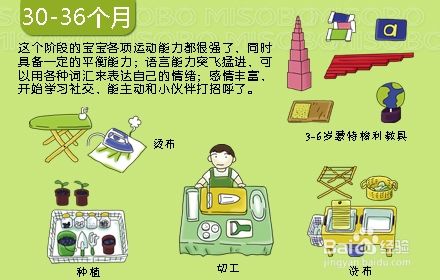 MISOBO MISOBO MISOBO
30-36个月
这个阶段的宝宝各项运动能力都很强了，同时
具备一定的平衡能力；语言能力突飞猛进，可
以用各种词汇来表达自己的情绪；感情丰富，
开始学习社交、能主动和小伙伴打招呼了。
a
3-6岁蒙特梭利教具
烫布
种植
切工
洗布
Baidu经验